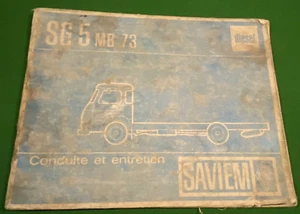 SG 5 MB 73
Conduite et entretien
SAVIEM